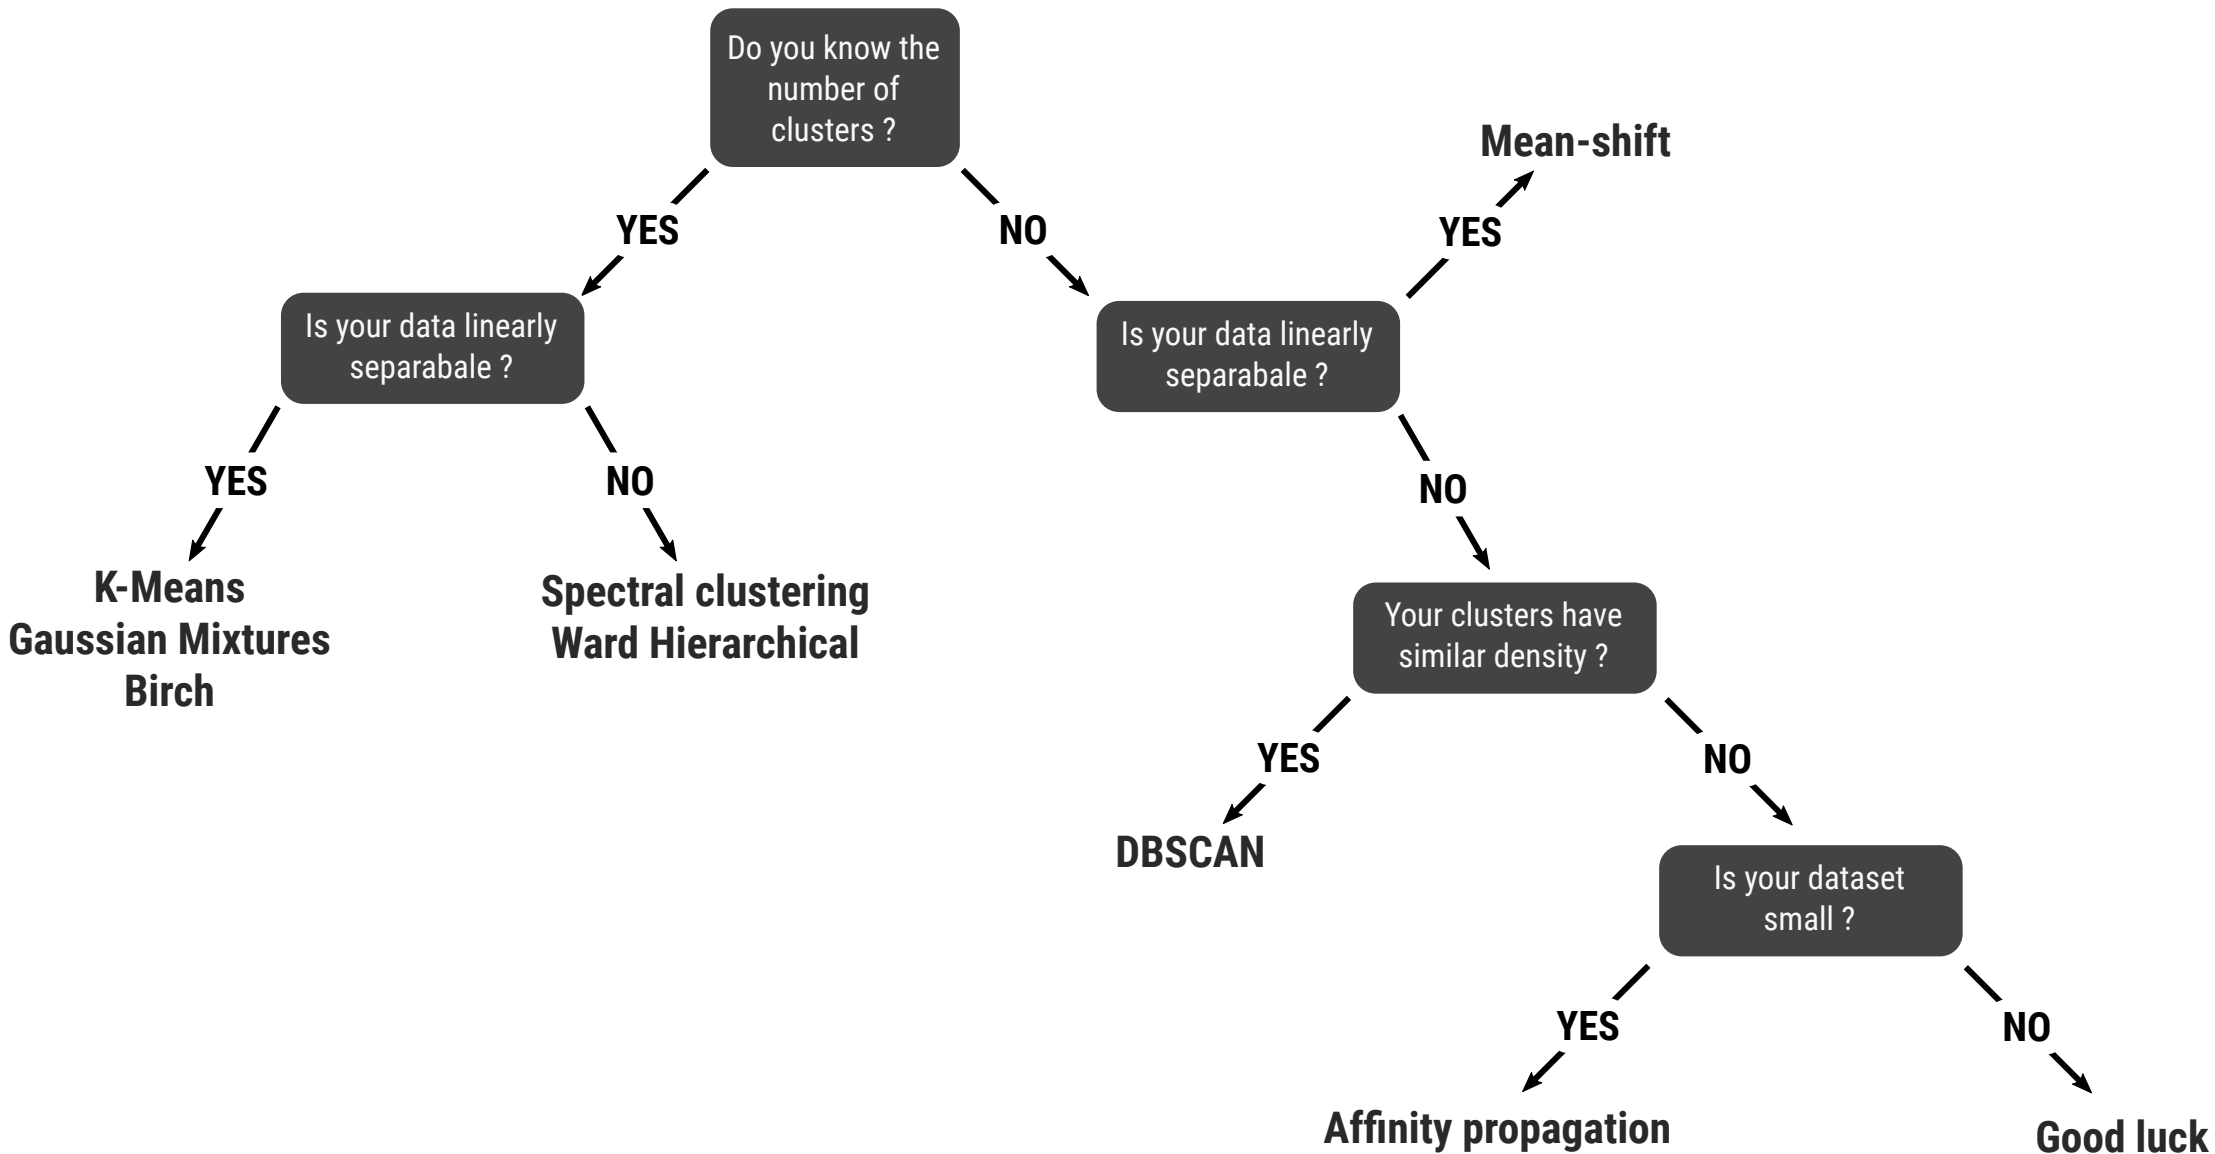 Do you know the
number of
clusters ?
Mean-shift
YES
NO
YES
Is your data linearly
separabale ?
Is your data linearly
separabale ?
YES
NO
NO
K-Means
Gaussian Mixtures
Birch
Spectral clustering
Ward Hierarchical
Your clusters have
similar density ?
YES
NO
DBSCAN
Is your dataset
small ?
YES
NO
Affinity propagation
Good luck